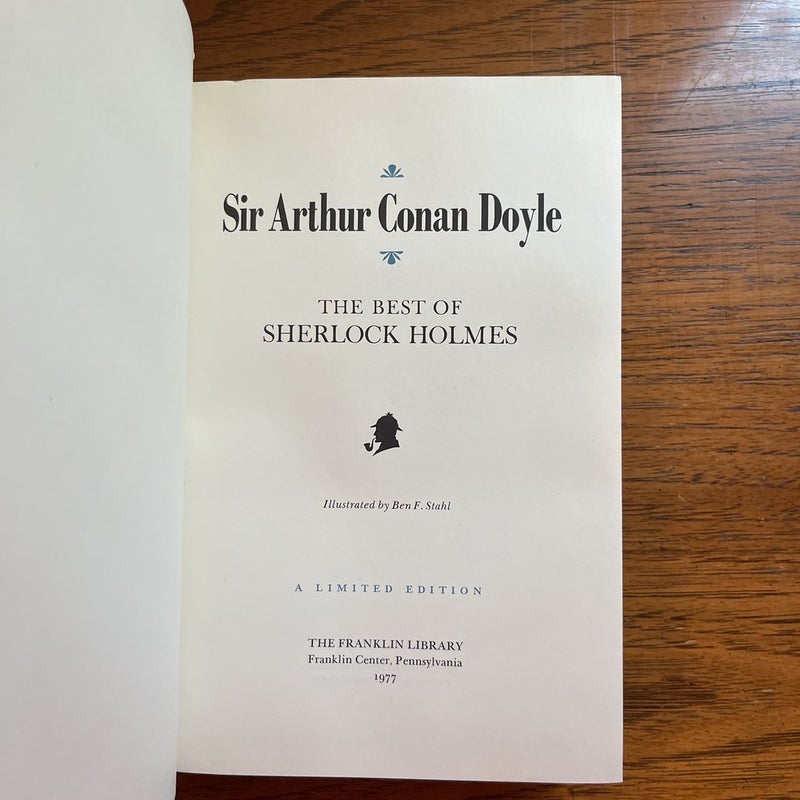 Sir Arthur Conan Doyle
THE BEST OF
SHERLOCK HOLMES
Illustrated by Ben F. Stahl
A LIMITED EDITION
THE FRANKLIN LIBRARY
Franklin Center, Pennsylvania
1977